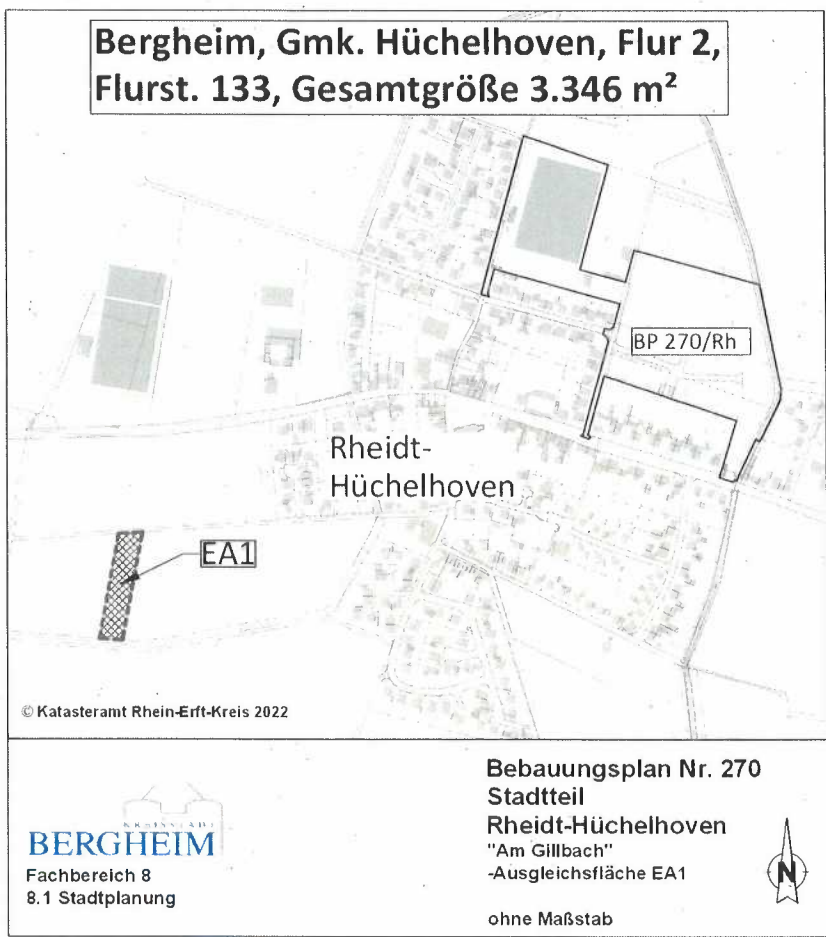 Bergheim, Gmk. Hüchelhoven, Flur 2,
Flurst. 133, Gesamtgröße 3.346 m²
BP 270/Rh
Rheidt-
Hüchelhoven
EA1
© Katasteramt Rhein-Erft-Kreis 2022
KREISSTADT
BERGHEIM
Fachbereich 8
8.1 Stadtplanung
Bebauungsplan Nr. 270
Stadtteil
Rheidt-Hüchelhoven
"Am Gillbach"
-Ausgleichsfläche EA1
ohne Maßstab
N